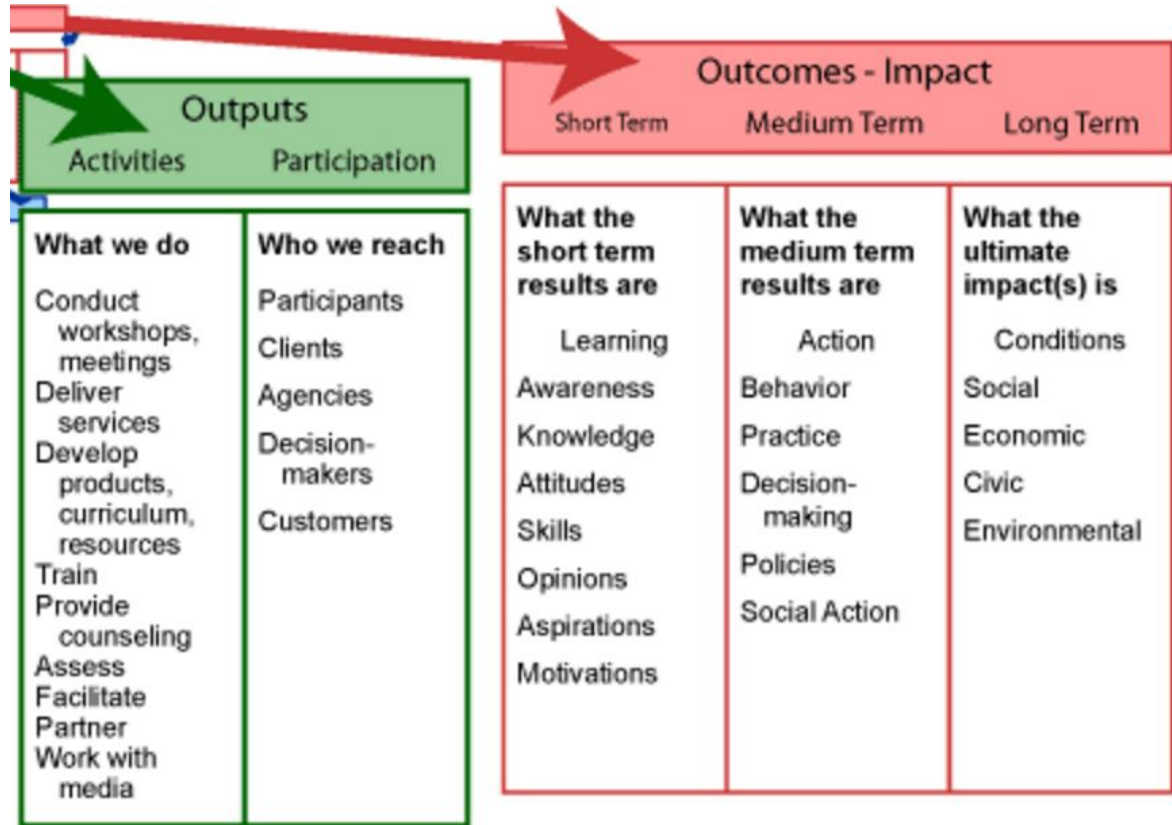 Outputs
Activities Participation
What we do
Conduct
workshops,
meetings
Deliver
services
Develop
products,
curriculum,
resources
Train
Provide
counseling
Assess
Facilitate
Partner
Work with
media
Who we reach
Participants
Clients
Agencies
Decision-
makers
Customers
Outcomes - Impact
Short Term Medium Term Long Term
What the
short term
results are
Learning
Awareness
Knowledge
Attitudes
Skills
Opinions
Aspirations
Motivations
What the
medium term
results are
Action
Behavior
Practice
Decision-
making
Policies
Social Action
What the
ultimate
impact(s) is
Conditions
Social
Economic
Civic
Environmental